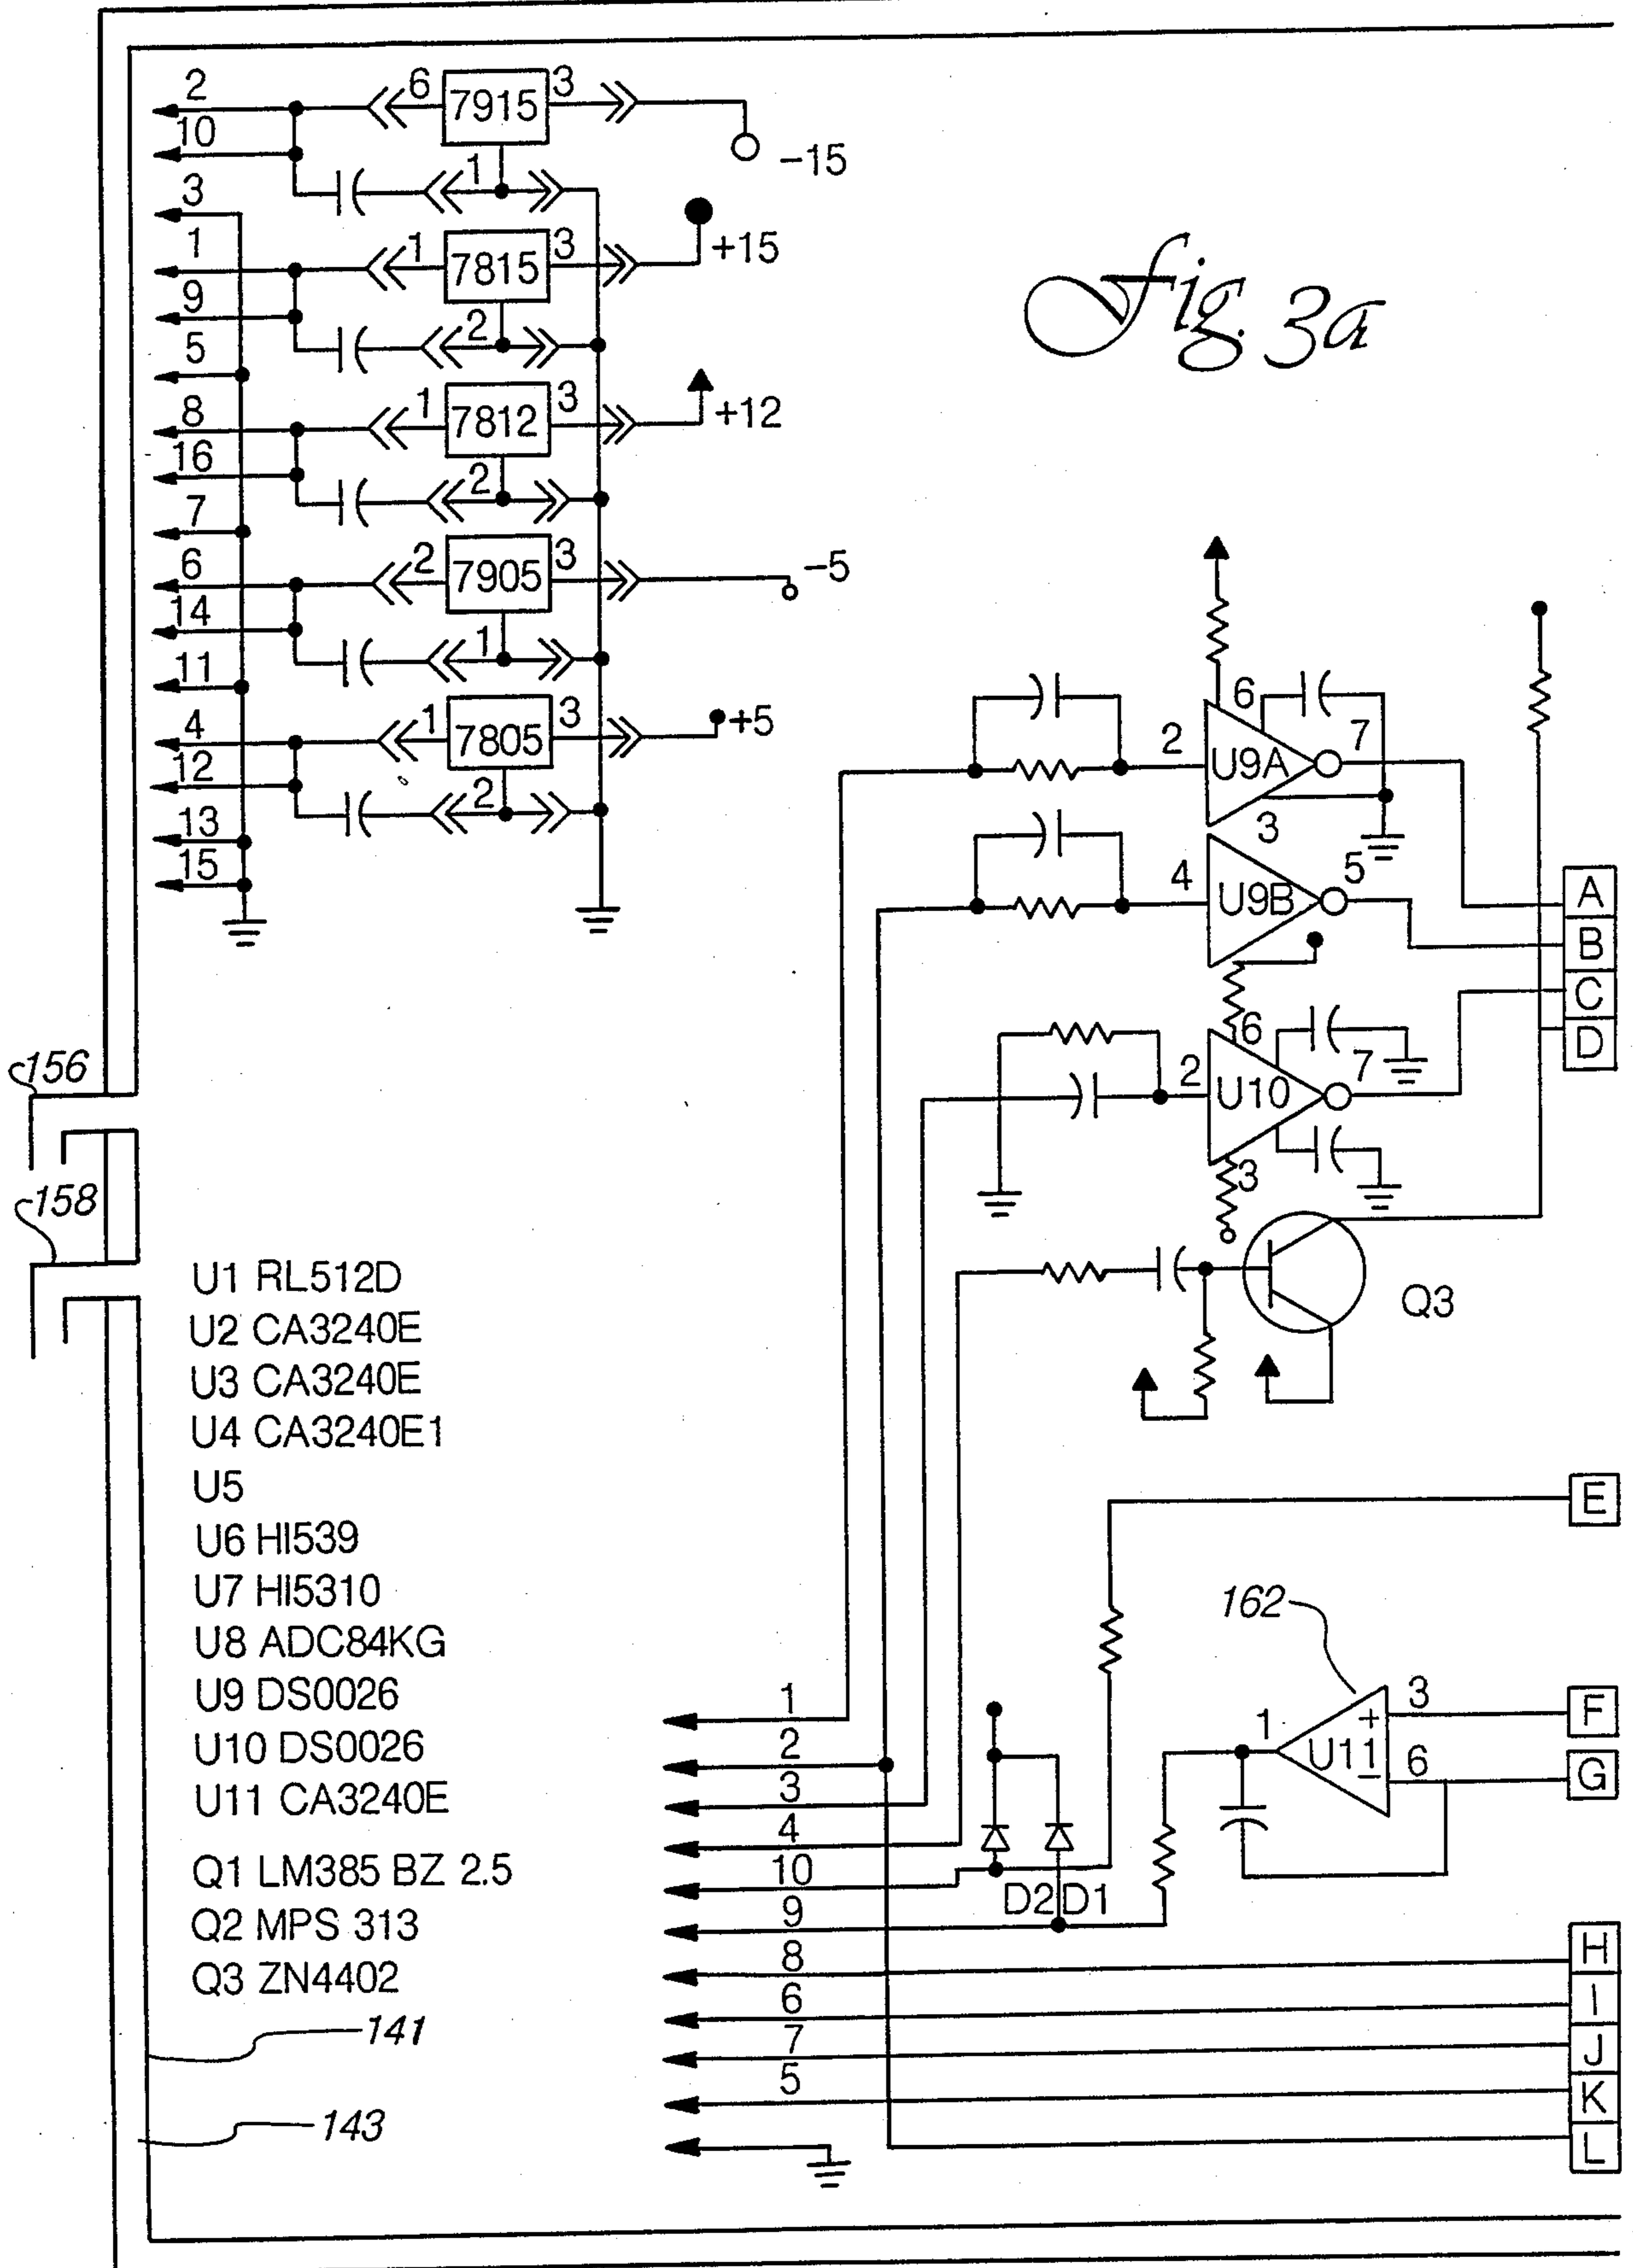 2 6 7915 3
10
-15
1
3
1 1 7815 3 +15
9
2
5
8 1 7812 3 +12
16
2
7
6 2 7905 3 -5
14
1
11
4 1 7805 3 +5
12
2
13
15
Fig. 3a
2 U9A 6 7
3
4 U9B 5
A
B
C
D
2 U10 6 7
3
Q3
156
158
U1 RL512D
U2 CA3240E
U3 CA3240E
U4 CA3240E1
U5
U6 HI539
U7 HI5310
U8 ADC84KG
U9 DS0026
U10 DS0026
U11 CA3240E
Q1 LM385 BZ 2.5
Q2 MPS 313
Q3 ZN4402
141
143
E
162
1 U11 + 3 F
- 6 G
1
2
3
4
10
D2 D1
9
8 H
6 I
7 J
5 K
L